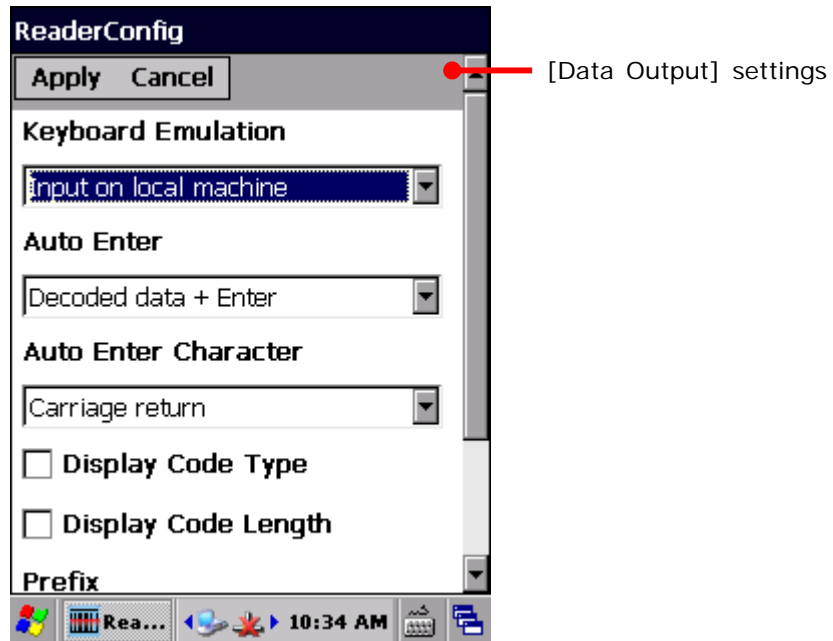 ReaderConfig
Apply Cancel
[Data Output] settings
Keyboard Emulation
Input on local machine
Auto Enter
Decoded data + Enter
Auto Enter Character
Carriage return
Display Code Type
Display Code Length
Prefix
Rea... 10:34 AM